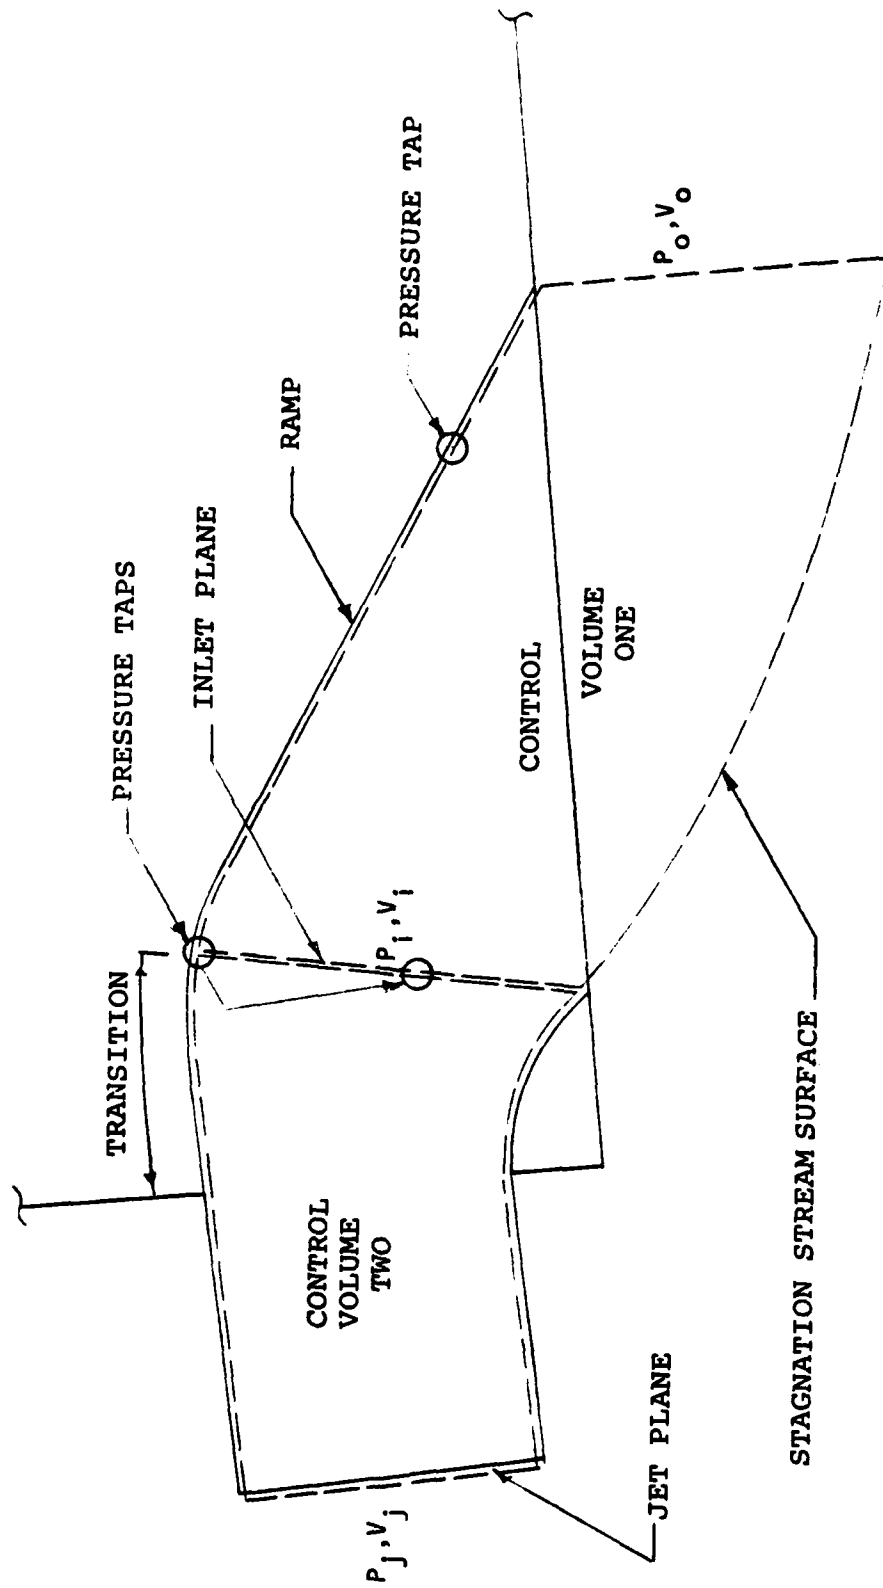 TRANSITION
PRESSURE TAPS
INLET PLANE
RAMP
PRESSURE TAP
CONTROL
VOLUME
TWO
Pi,Vi
CONTROL
VOLUME
ONE
Po,Vo
Pj,Vj
JET PLANE
STAGNATION STREAM SURFACE